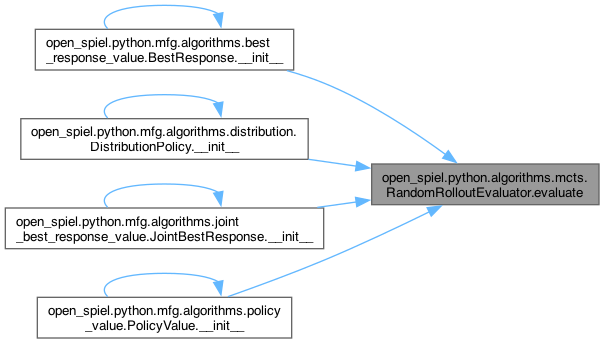 open_spiel.python.mfg.algorithms.best
_response_value.BestResponse.__init__
open_spiel.python.mfg.algorithms.distribution.
DistributionPolicy.__init__
open_spiel.python.algorithms.mcts.
RandomRolloutEvaluator.evaluate
open_spiel.python.mfg.algorithms.joint
_best_response_value.JointBestResponse.__init__
open_spiel.python.mfg.algorithms.policy
_value.PolicyValue.__init__